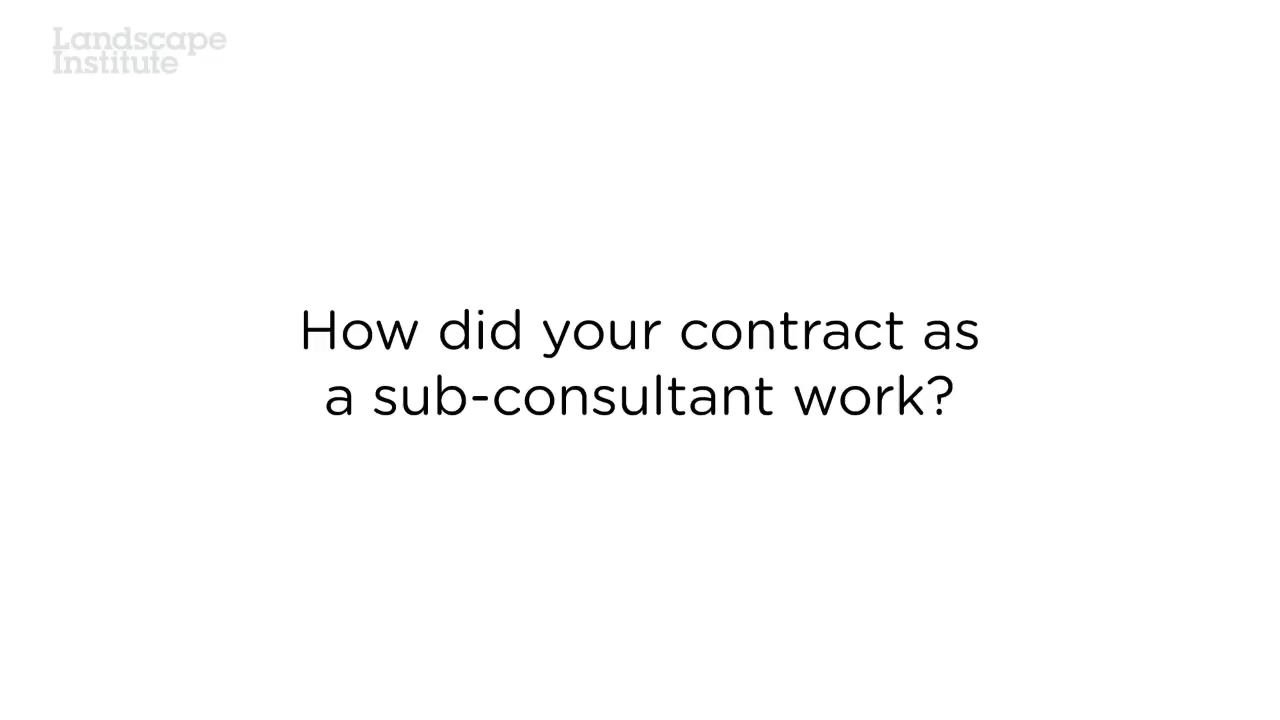 Landscape
Institute
How did your contract as
a sub-consultant work?